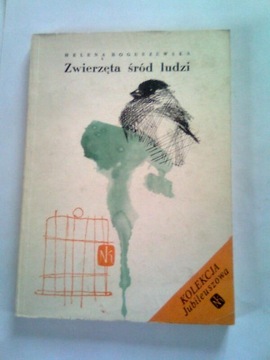 HELENA BOGUSZEWSKA
Zwierzęta śród ludzi
KOLEKCJA
Jubileuszowa